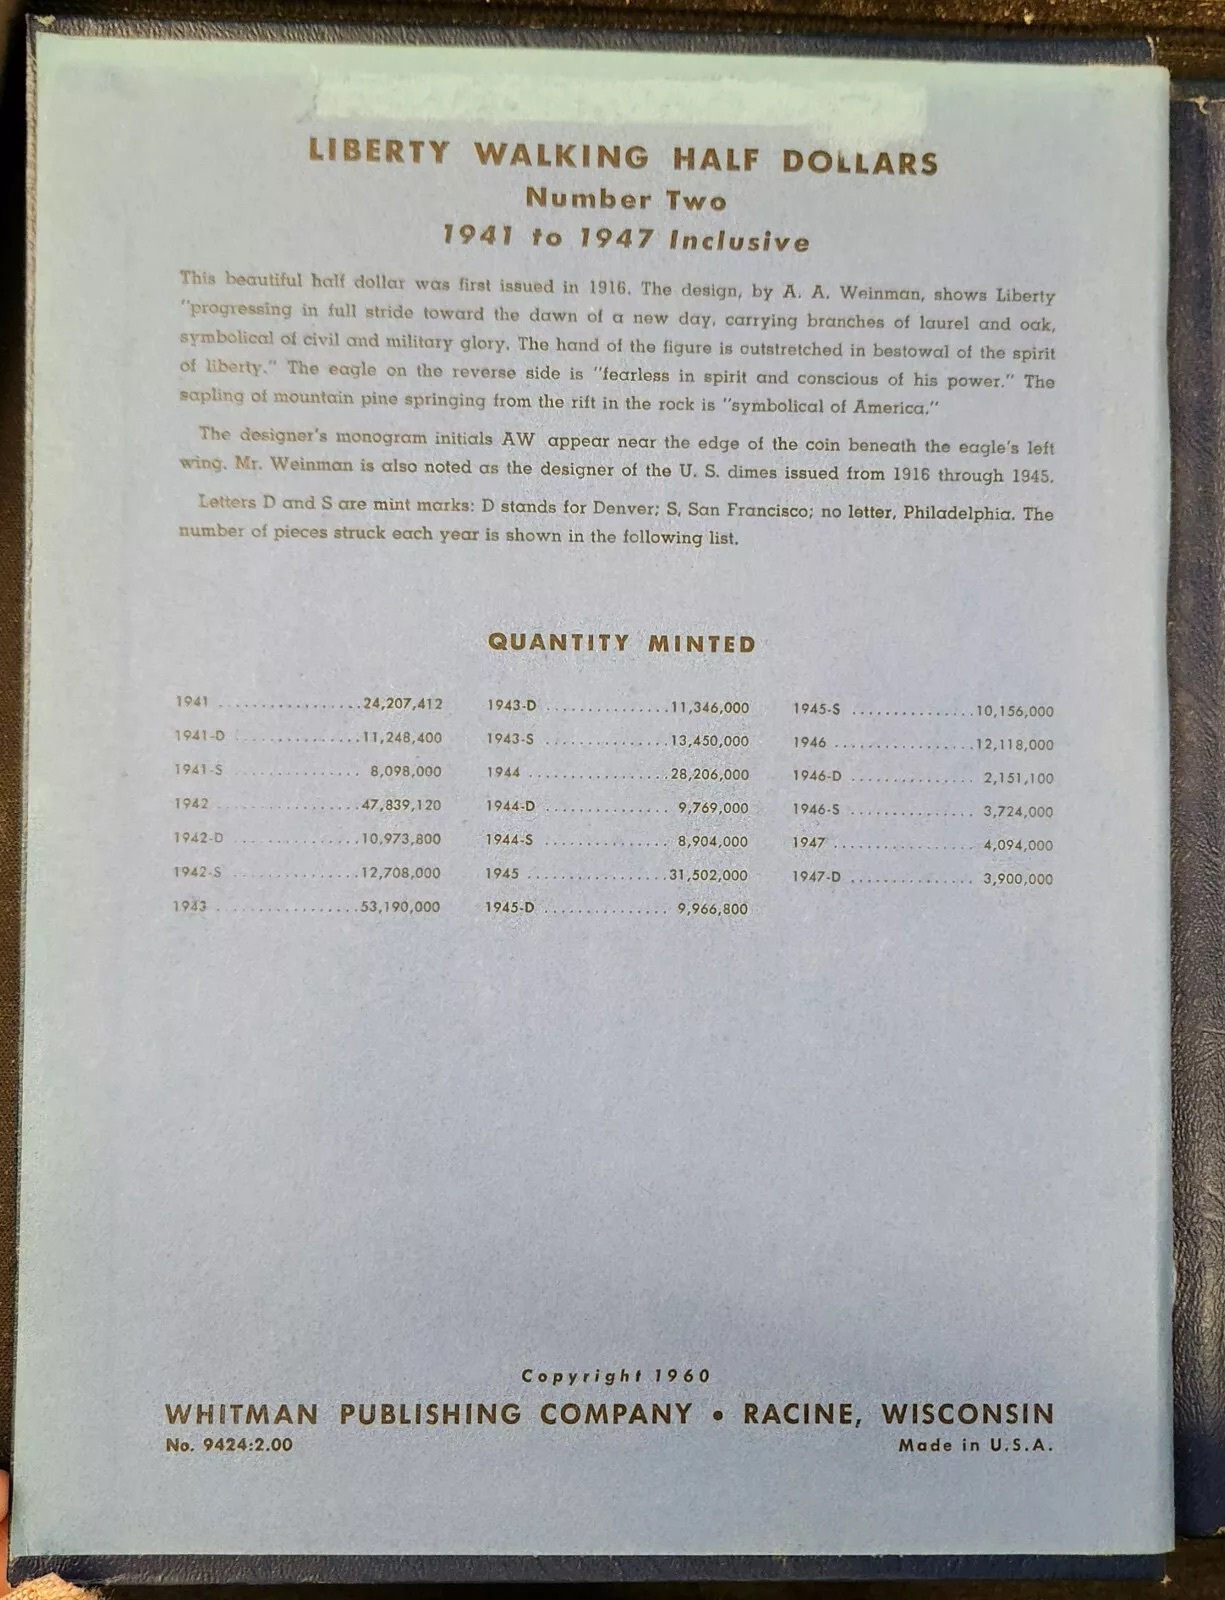 LIBERTY WALKING HALF DOLLARS
Number Two
1941 to 1947 Inclusive
This beautiful half dollar was first issued in 1916. The design, by A. A. Weinman, shows Liberty
"progressing in full stride toward the dawn of a new day, carrying branches of laurel and oak,
symbolical of civil and military glory. The hand of the figure is outstretched in bestowal of the spirit
of liberty." The eagle on the reverse side is "fearless in spirit and conscious of his power." The
sapling of mountain pine springing from the rift in the rock is "symbolical of America."
The designer's monogram initials AW appear near the edge of the coin beneath the eagle's left
wing. Mr. Weinman is also noted as the designer of the U. S. dimes issued from 1916 through 1945.
Letters D and S are mint marks: D stands for Denver; S, San Francisco; no letter, Philadelphia. The
number of pieces struck each year is shown in the following list.
QUANTITY MINTED
1941 ................. 24,207,412
1941-D .............. 11,248,400
1941-S .............. 8,098,000
1942 ................. 47,839,120
1942-D .............. 10,973,800
1942-S .............. 12,708,000
1943 ................. 53,190,000
1943-D .............. 11,346,000
1943-S .............. 13,450,000
1944 ................. 28,206,000
1944-D .............. 9,769,000
1944-S .............. 8,904,000
1945 ................. 31,502,000
1945-D .............. 9,966,800
1945-S .............. 10,156,000
1946 ................. 12,118,000
1946-D .............. 2,151,100
1946-S .............. 3,724,000
1947 ................. 4,094,000
1947-D .............. 3,900,000
Copyright 1960
WHITMAN PUBLISHING COMPANY • RACINE, WISCONSIN
No. 9424:2.00 Made in U.S.A.